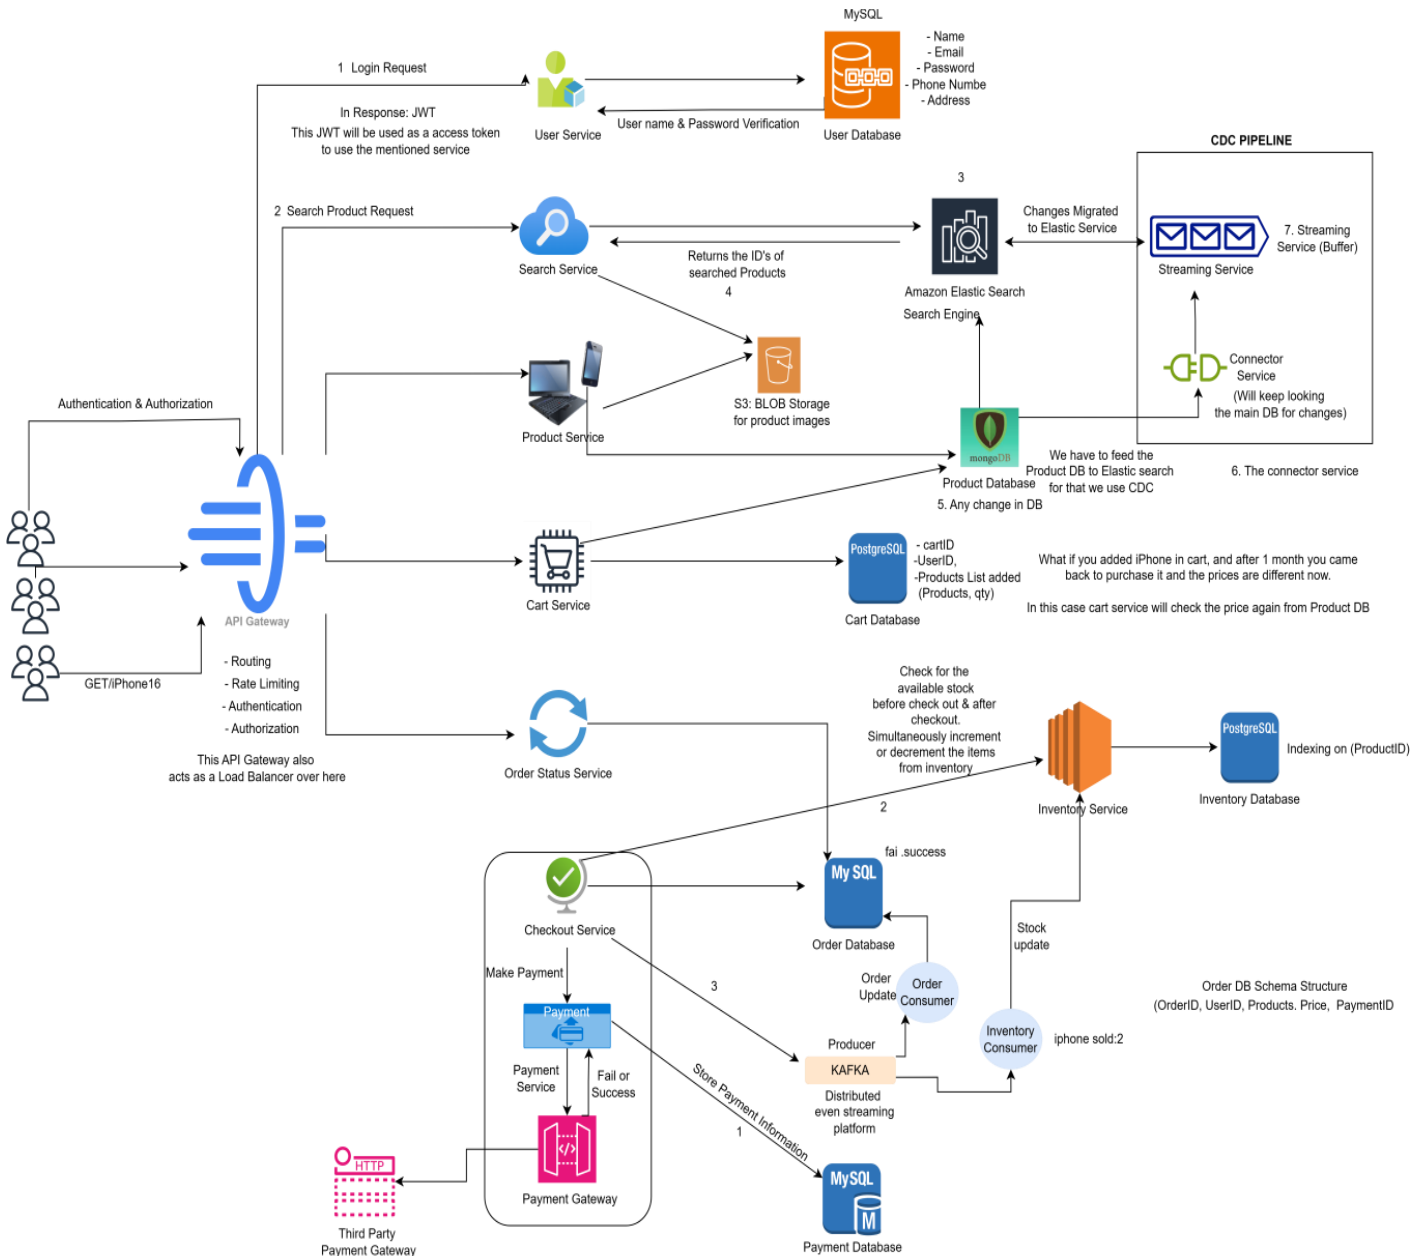 MySQL
- Name
- Email
- Password
- Phone Numbe
- Address
User Database
1 Login Request
In Response: JWT
This JWT will be used as a access token
to use the mentioned service
User Service
User name & Password Verification
CDC PIPELINE
2 Search Product Request
Search Service
Returns the ID's of
searched Products
4
3
Amazon Elastic Search
Search Engine
Changes Migrated
to Elastic Service
7. Streaming
Service (Buffer)
Streaming Service
Connector
Service
(Will keep looking
the main DB for changes)
6. The connector service
S3: BLOB Storage
for product images
Product Service
mongoDB
Product Database
5. Any change in DB
We have to feed the
Product DB to Elastic search
for that we use CDC
Authentication & Authorization
API Gateway
GET/iPhone16
- Routing
- Rate Limiting
- Authentication
- Authorization
This API Gateway also
acts as a Load Balancer over here
Cart Service
PostgreSQL
- cartID
-UserID,
-Products List added
(Products, qty)
Cart Database
What if you added iPhone in cart, and after 1 month you came
back to purchase it and the prices are different now.
In this case cart service will check the price again from Product DB
Order Status Service
Check for the
available stock
before check out & after
checkout.
Simultaneously increment
or decrement the items
from inventory
2
Inventory Service
PostgreSQL
Indexing on (ProductID)
Inventory Database
fai .success
My SQL
Order Database
Checkout Service
Make Payment
Payment
Payment
Service
Fail or
Success
</>
Payment Gateway
HTTP
Third Party
Payment Gateway
3
Order
Update
Order
Consumer
Producer
KAFKA
Distributed
even streaming
platform
Stock
update
Inventory
Consumer
iphone sold:2
Order DB Schema Structure
(OrderID, UserID, Products. Price, PaymentID
Store Payment Information
1
MySQL
M
Payment Database